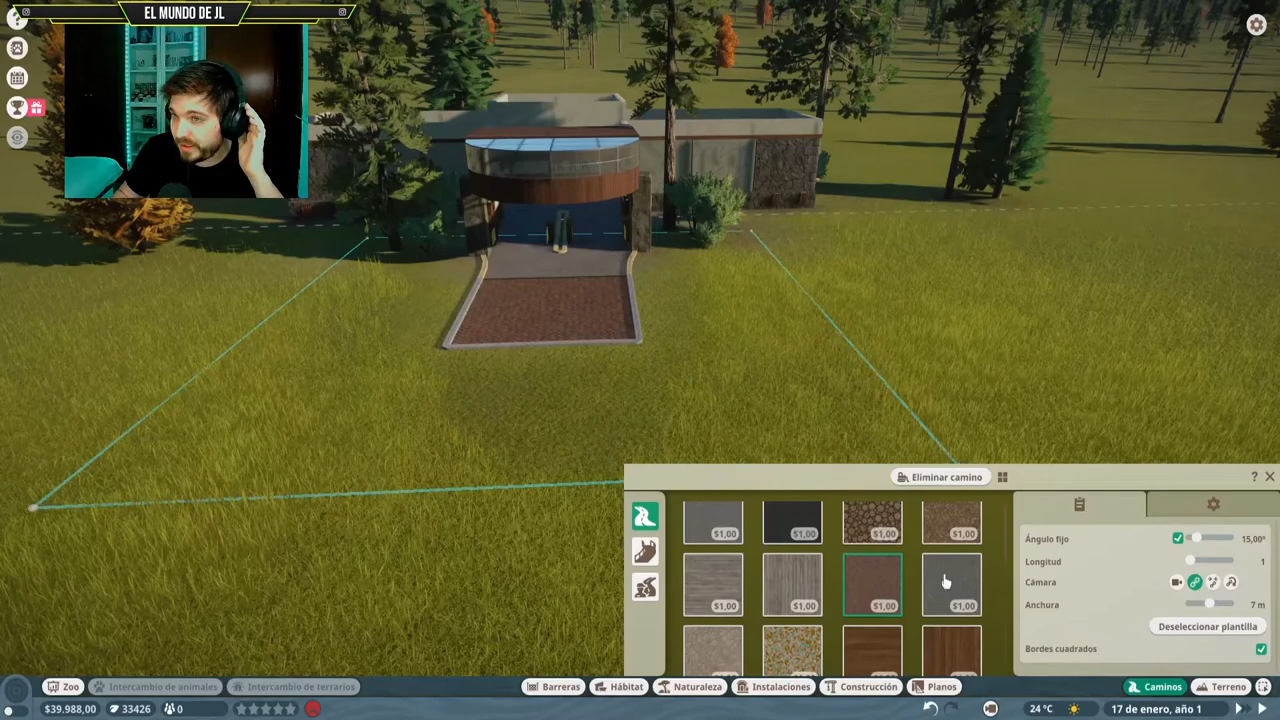 EL MUNDO DE JL
Eliminar camino
?
$1,00 $1,00 $1,00 $1,00
$1,00 $1,00 $1,00 $1,00
Ángulo fijo 15,00º
Longitud 1
Cámara
Anchura 7 m
Deseleccionar plantilla
Bordes cuadrados
Zoo Intercambio de animales Intercambio de terrarios Barreras Hábitat Naturaleza Instalaciones Construcción Planos Caminos Terreno
$39.988,00 33426 0 24 ºC 17 de enero, año 1